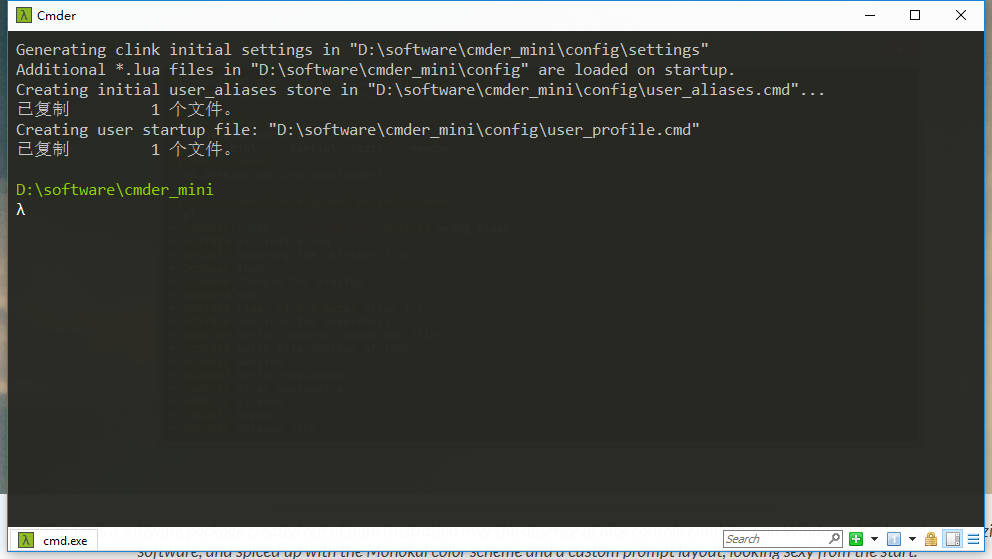 Cmder
Generating clink initial settings in "D:\software\cmder_mini\config\settings"
Additional *.lua files in "D:\software\cmder_mini\config" are loaded on startup.
Creating initial user_aliases store in "D:\software\cmder_mini\config\user_aliases.cmd"...
已复制         1 个文件。
Creating user startup file: "D:\software\cmder_mini\config\user_profile.cmd"
已复制         1 个文件。
D:\software\cmder_mini
λ
λ cmd.exe
Search
software, and spiced up with the Monokai color scheme and a custom prompt layout, looking sexy from the start.